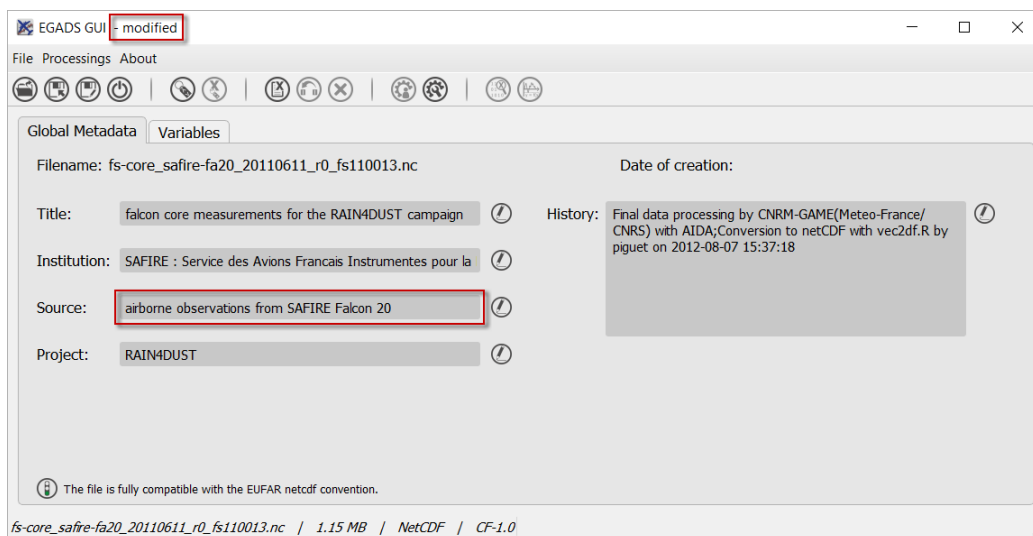 EGADS GUI - modified
File Processings About
Global Metadata Variables
Filename: fs-core_safire-fa20_20110611_r0_fs110013.nc
Date of creation:
Title: falcon core measurements for the RAIN4DUST campaign
Institution: SAFIRE : Service des Avions Francais Instrumentes pour la
Source: airborne observations from SAFIRE Falcon 20
Project: RAIN4DUST
History: Final data processing by CNRM-GAME(Meteo-France/
CNRS) with AIDA;Conversion to netCDF with vec2df.R by
piguet on 2012-08-07 15:37:18
The file is fully compatible with the EUFAR netcdf convention.
fs-core_safire-fa20_20110611_r0_fs110013.nc | 1.15 MB | NetCDF | CF-1.0